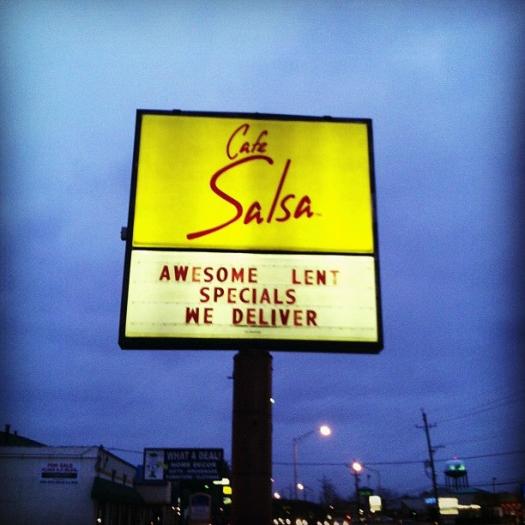 Cafe
Salsa
AWESOME LENT
SPECIALS
WE DELIVER
WHAT A DEAL!
HOME DECOR
FOR SALE